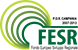 P.O.R. CAMPANIA
2007-2013
FESR
Fondo Europeo Sviluppo Regionale